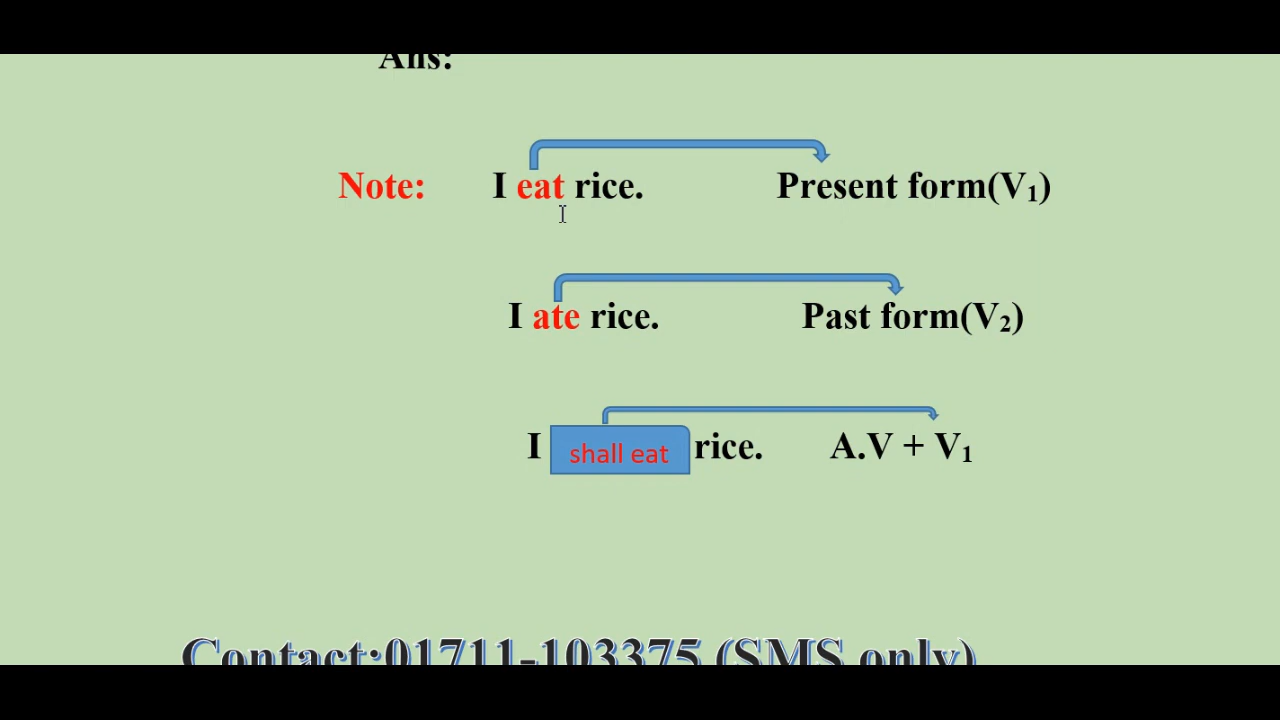 Ans:
Note: I eat rice. Present form(V₁)
I ate rice. Past form(V₂)
I shall eat rice. A.V + V₁
Contact:01711-103375 (SMS only)